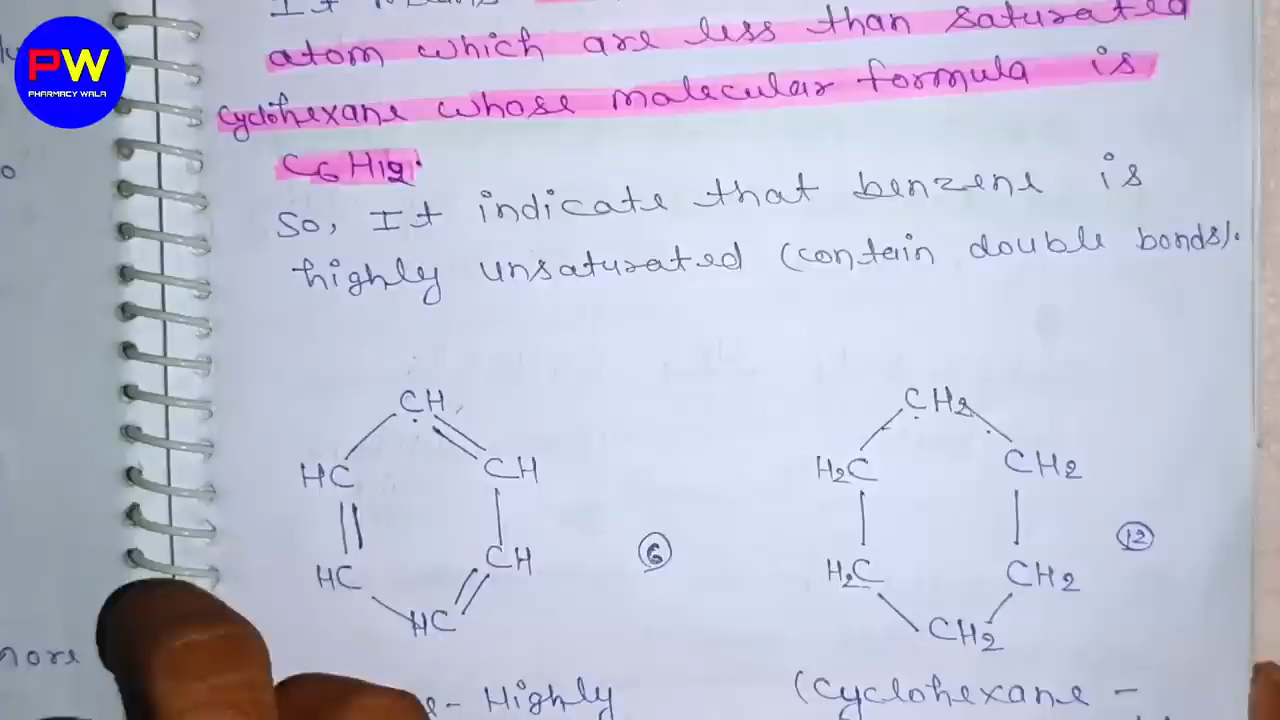 PW
PHARMACY WALA
It
atom which are less than saturated
cyclohexane whose malecular formula is
C6H12.
So, It indicate that benzene is
highly unsaturated (contain double bonds).
CH
HC
CH
HC
CH
HC
6
CH2
H2C
CH2
H2C
CH2
CH2
12
- Highly
(Cyclohexane -